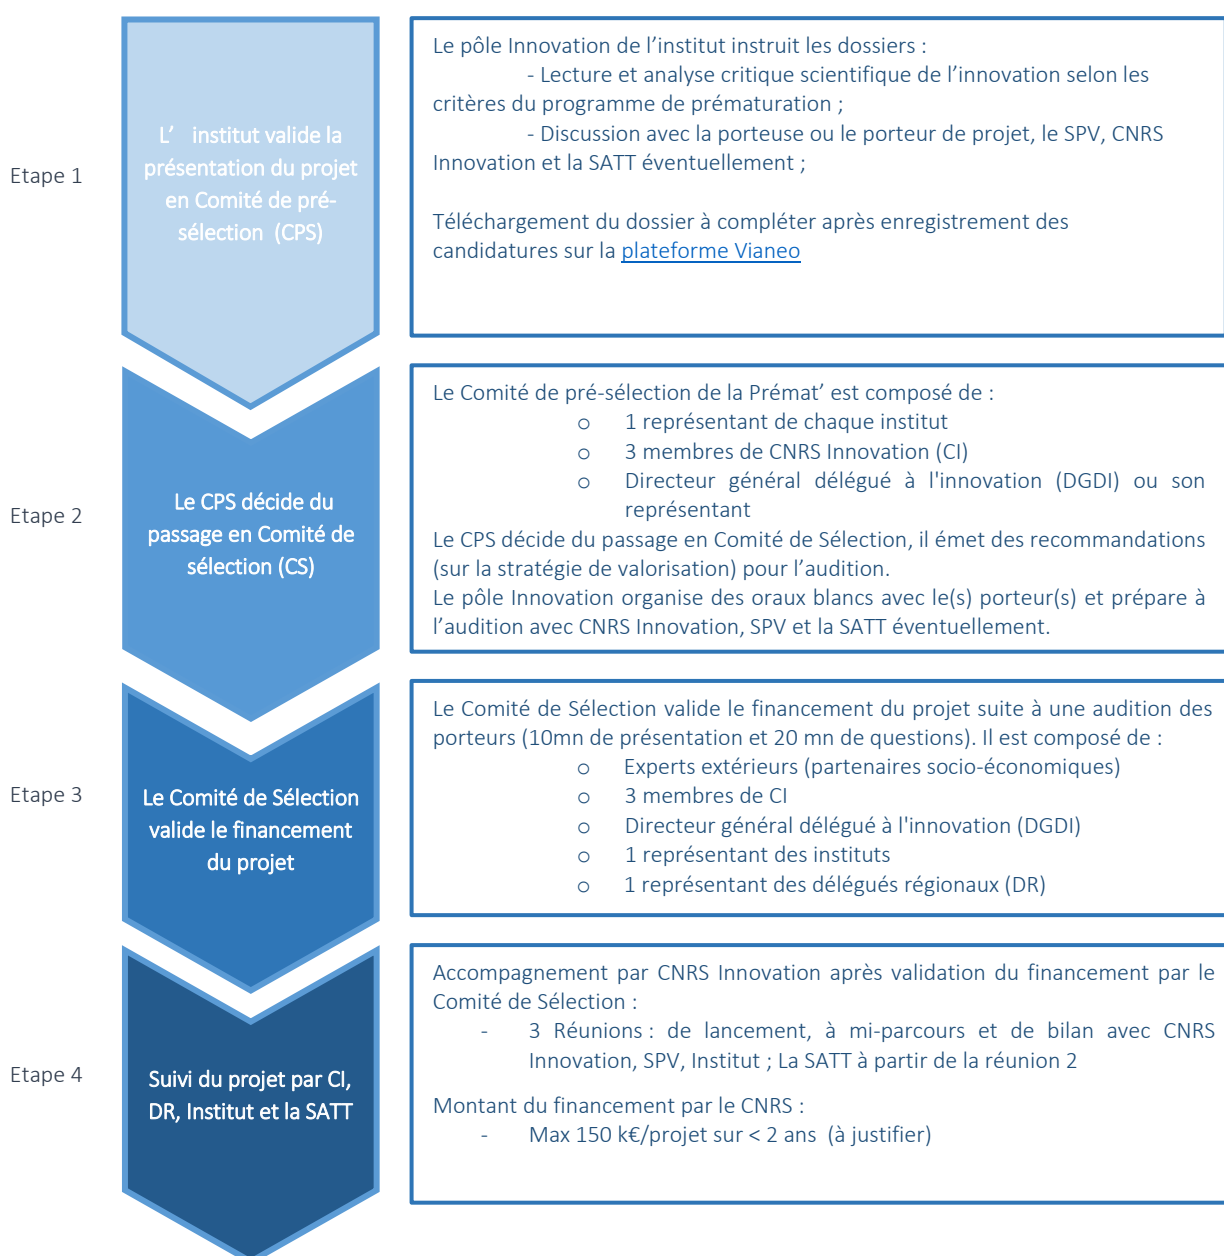 Etape 1
L’ institut valide la
présentation du projet
en Comité de pré-
sélection (CPS)
Le pôle Innovation de l’institut instruit les dossiers :
- Lecture et analyse critique scientifique de l’innovation selon les
critères du programme de prématuration ;
- Discussion avec la porteuse ou le porteur de projet, le SPV, CNRS
Innovation et la SATT éventuellement ;
Téléchargement du dossier à compléter après enregistrement des
candidatures sur la plateforme Vianeo
Etape 2
Le CPS décide du
passage en Comité de
sélection (CS)
Le Comité de pré-sélection de la Prémat’ est composé de :
o 1 représentant de chaque institut
o 3 membres de CNRS Innovation (CI)
o Directeur général délégué à l'innovation (DGDI) ou son
représentant
Le CPS décide du passage en Comité de Sélection, il émet des recommandations
(sur la stratégie de valorisation) pour l’audition.
Le pôle Innovation organise des oraux blancs avec le(s) porteur(s) et prépare à
l’audition avec CNRS Innovation, SPV et la SATT éventuellement.
Etape 3
Le Comité de Sélection
valide le financement
du projet
Le Comité de Sélection valide le financement du projet suite à une audition des
porteurs (10mn de présentation et 20 mn de questions). Il est composé de :
o Experts extérieurs (partenaires socio-économiques)
o 3 membres de CI
o Directeur général délégué à l'innovation (DGDI)
o 1 représentant des instituts
o 1 représentant des délégués régionaux (DR)
Etape 4
Suivi du projet par CI,
DR, Institut et la SATT
Accompagnement par CNRS Innovation après validation du financement par le
Comité de Sélection :
- 3 Réunions : de lancement, à mi-parcours et de bilan avec CNRS
Innovation, SPV, Institut ; La SATT à partir de la réunion 2
Montant du financement par le CNRS :
- Max 150 k€/projet sur < 2 ans (à justifier)